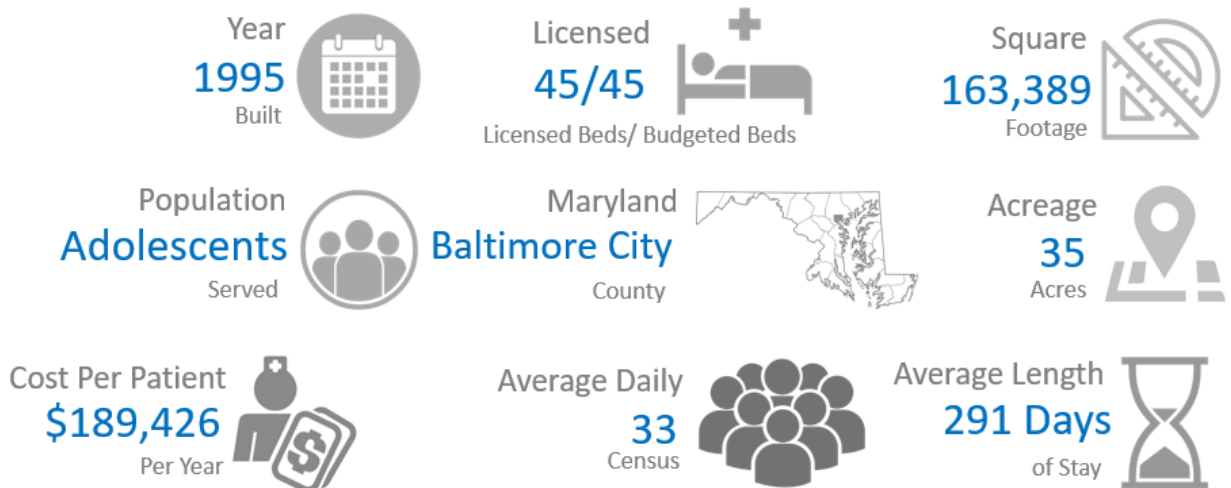 Year
1995
Built
Licensed
45/45
Licensed Beds/ Budgeted Beds
Square
163,389
Footage
Population
Adolescents
Served
Maryland
Baltimore City
County
Acreage
35
Acres
Cost Per Patient
$189,426
Per Year
$
Average Daily
33
Census
Average Length
291 Days
of Stay